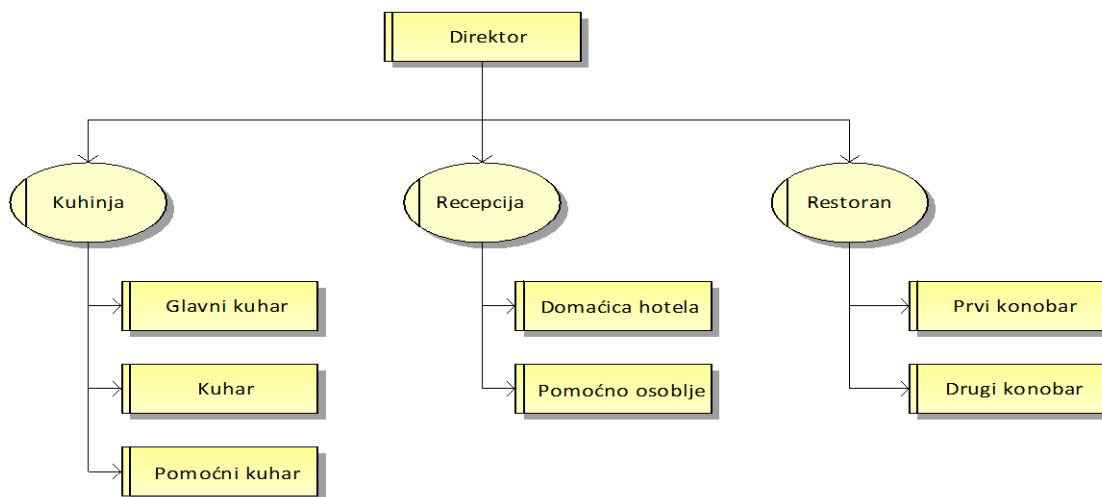 Direktor
Kuhinja
Recepcija
Restoran
Glavni kuhar
Domaćica hotela
Prvi konobar
Kuhar
Pomoćno osoblje
Drugi konobar
Pomoćni kuhar